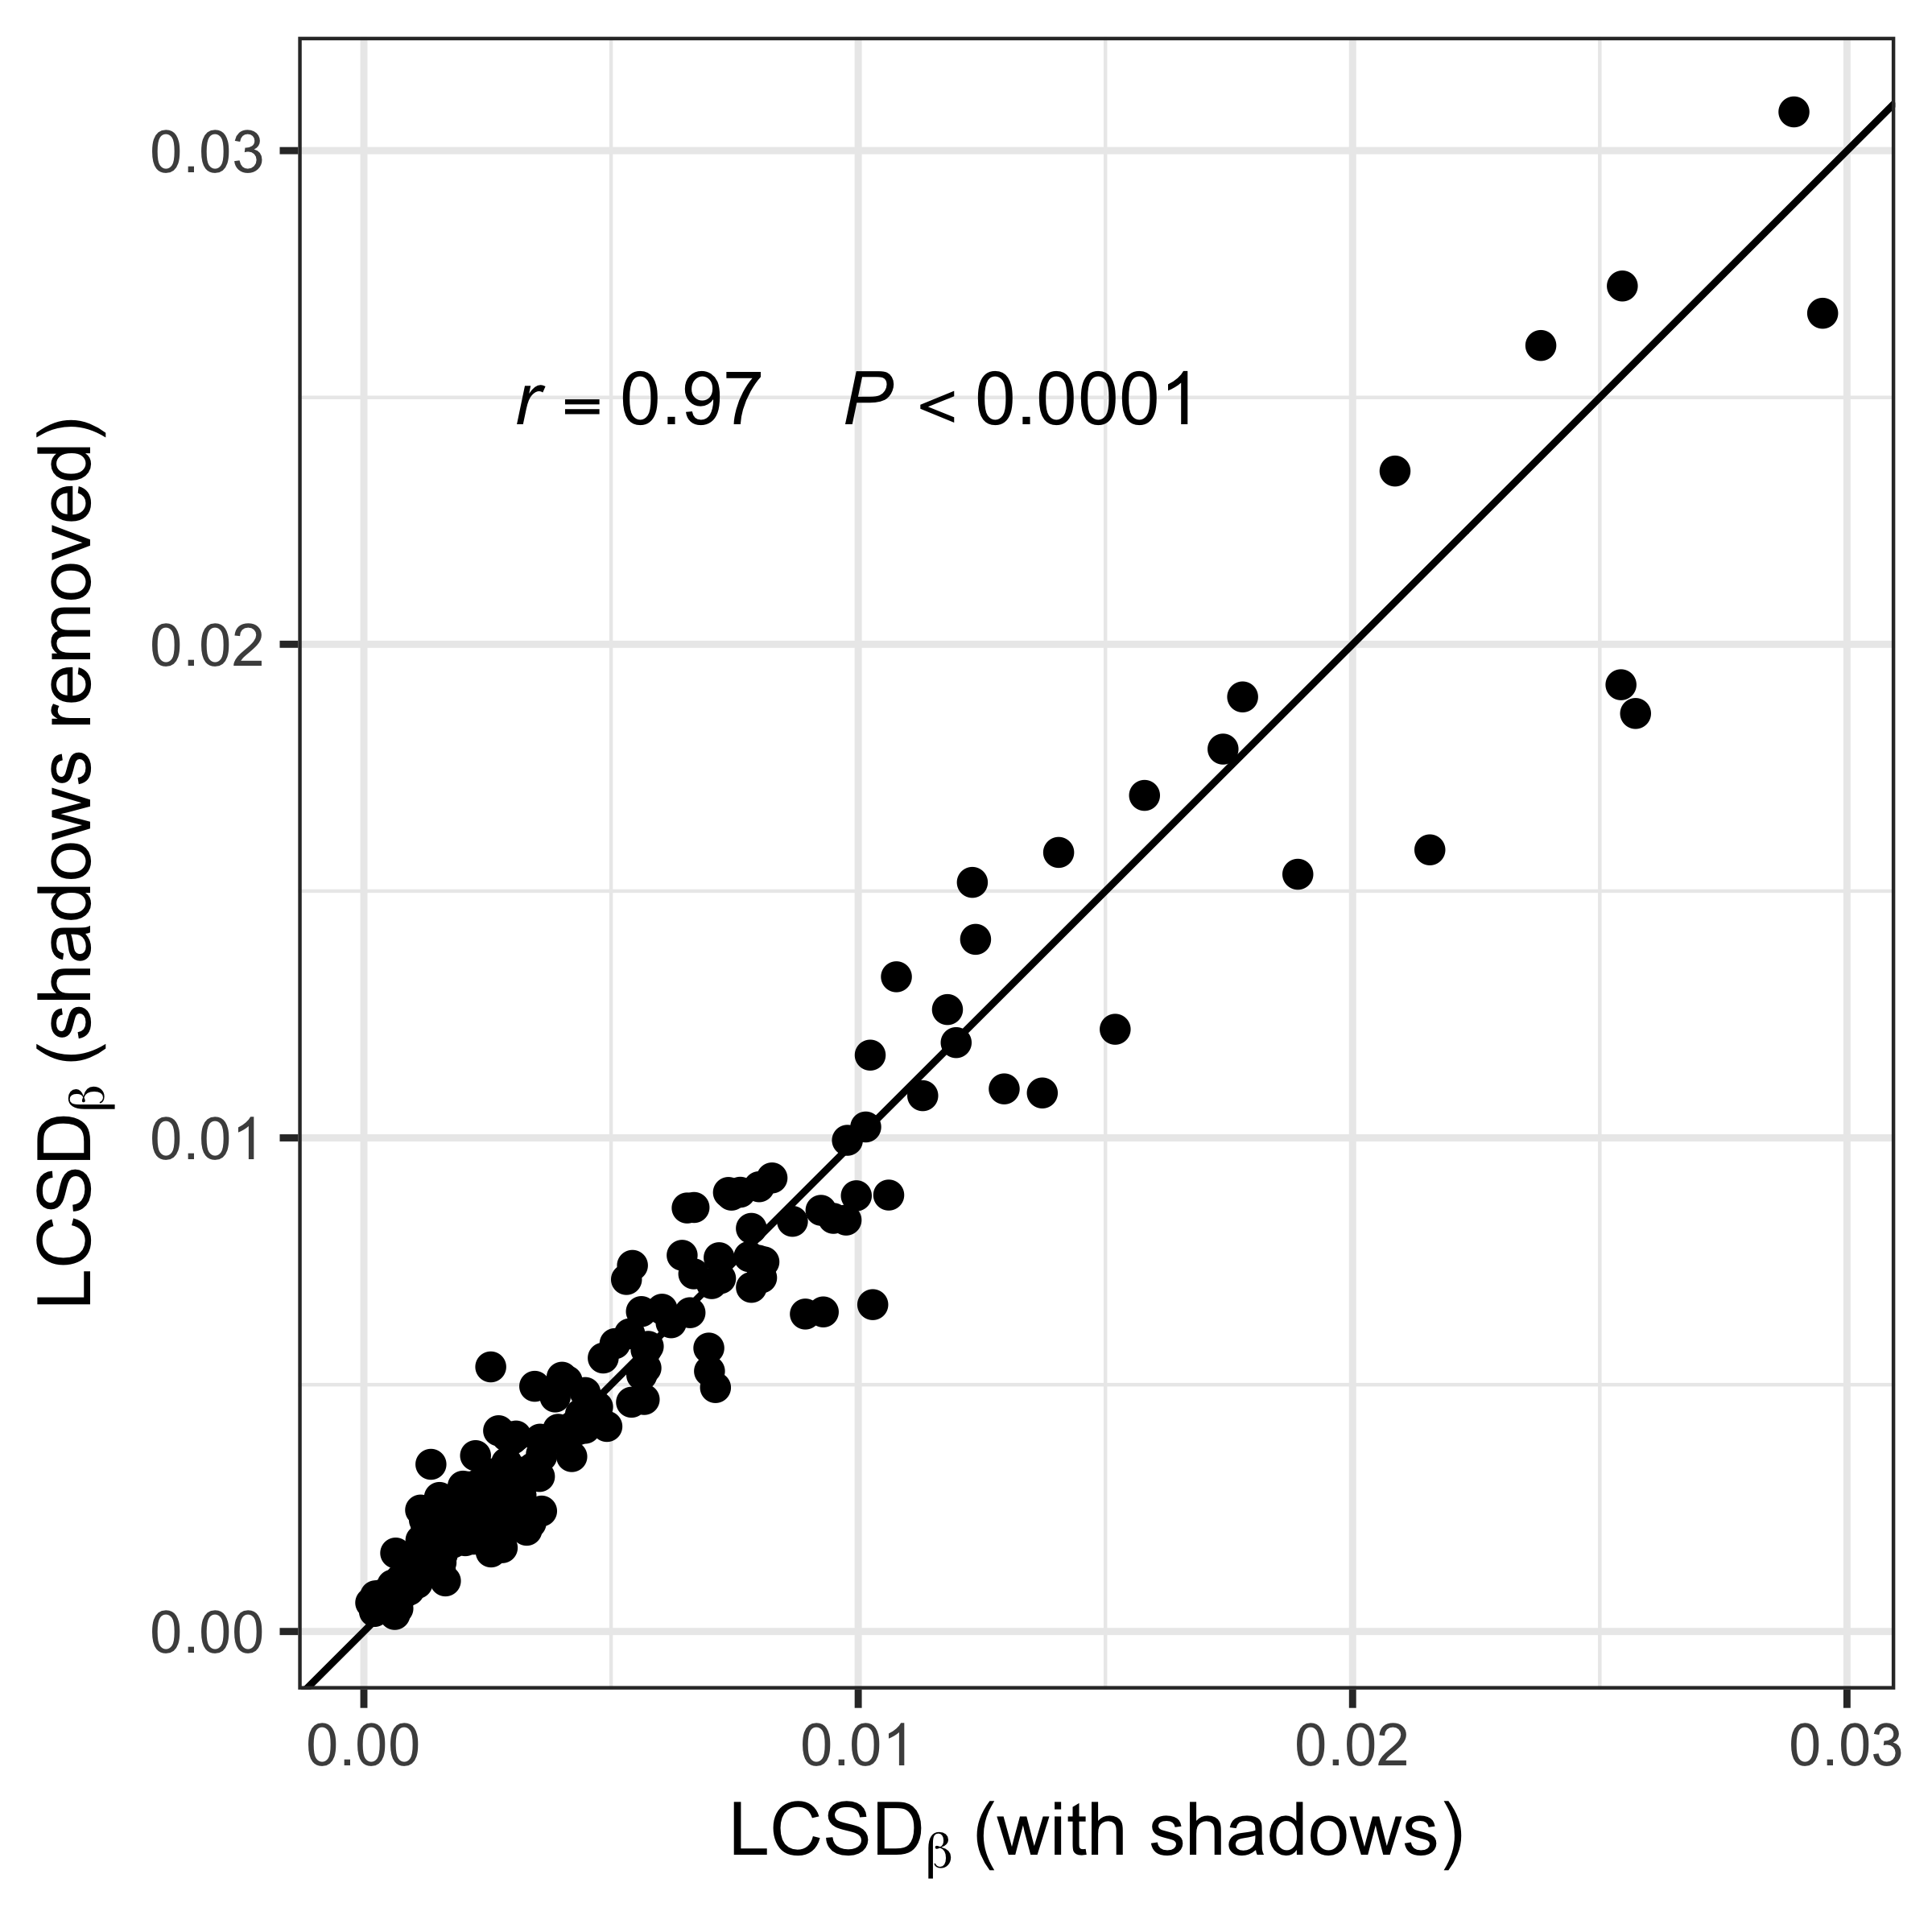 0.03
0.02
0.01
0.00
LCSDβ (shadows removed)
r = 0.97 P < 0.0001
0.00 0.01 0.02 0.03
LCSDβ (with shadows)